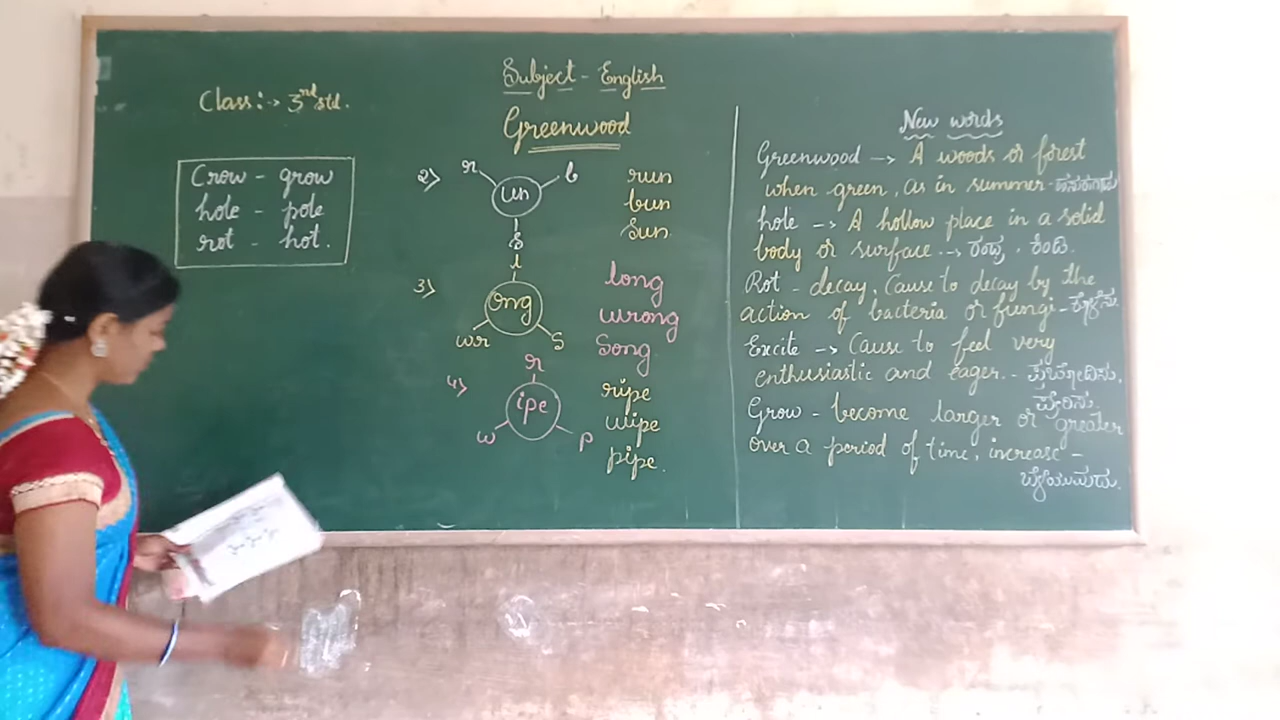 Subject - English
Class :-> 3nd std.
Greenwood
Crow - grow
hole - pole
rot - hot.
2>
r
b
un
s
run
bun
Sun
3>
l
ong
wr
s
long
wrong
Song
4>
r
ipe
w
p
ripe
wipe
pipe.
New words
Greenwood --> A woods or forest
when green, as in summer -
hole --> A hollow place in a solid
body or surface. -->
Rot - decay, Cause to decay by the
action of bacteria or fungi -
Excite --> Cause to feel very
enthusiastic and eager. - ಪ್ರಚೋದಿಸು,
ಪ್ರೇರಿಸು
Grow - become larger or greater
over a period of time, increase -